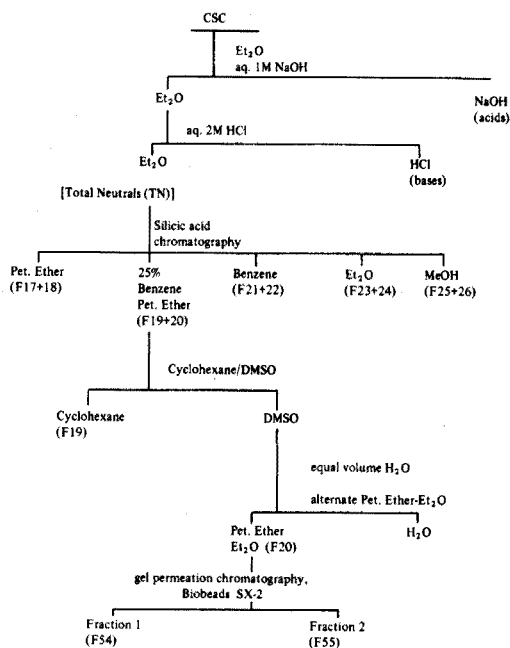 CSC
Et₂O
aq. 1M NaOH
Et₂O
NaOH
(acids)
aq. 2M HCl
Et₂O
HCl
(bases)
[Total Neutrals (TN)]
Silicic acid
chromatography
Pet. Ether
(F17+18)
25%
Benzene
Pet. Ether
(F19+20)
Benzene
(F21+22)
Et₂O
(F23+24)
MeOH
(F25+26)
Cyclohexane/DMSO
Cyclohexane
(F19)
DMSO
equal volume H₂O
alternate Pet. Ether-Et₂O
Pet. Ether
Et₂O (F20)
H₂O
gel permeation chromatography,
Biobeads SX-2
Fraction 1
(F54)
Fraction 2
(F55)